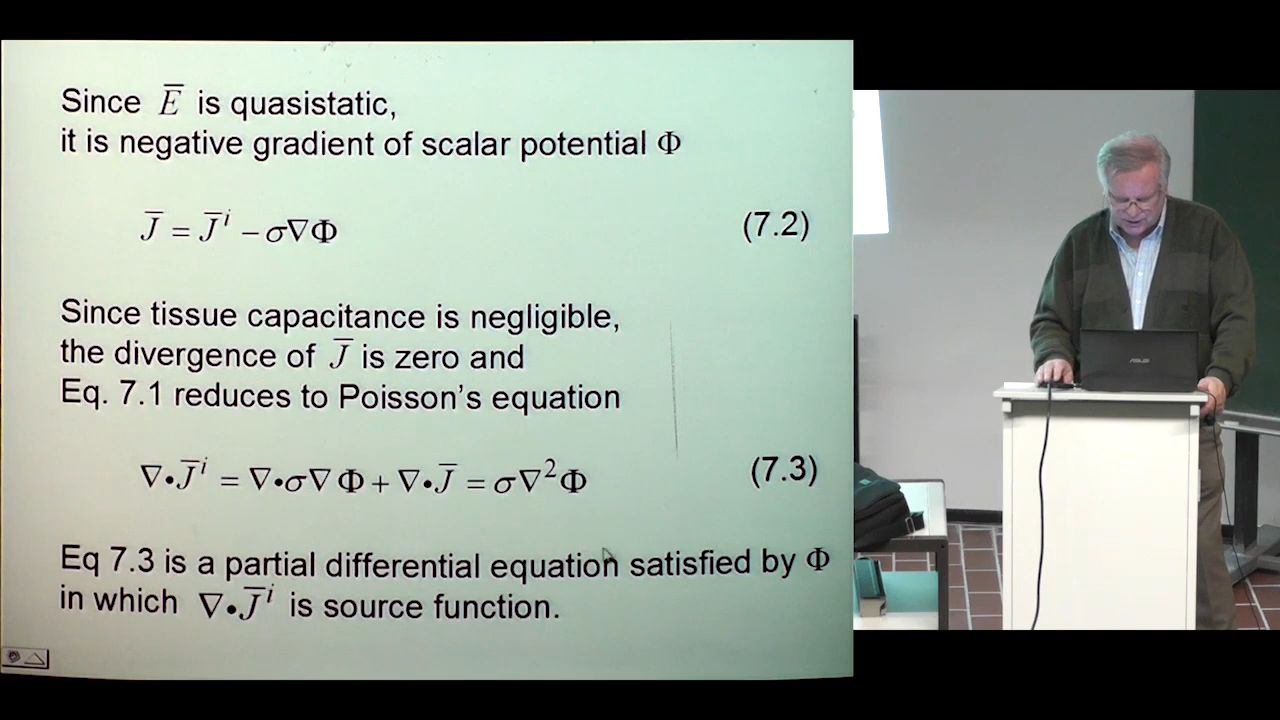 Since E̅ is quasistatic,
it is negative gradient of scalar potential Φ
J̅ = J̅ⁱ − σ∇Φ (7.2)
Since tissue capacitance is negligible,
the divergence of J̅ is zero and
Eq. 7.1 reduces to Poisson's equation
∇•J̅ⁱ = ∇•σ∇Φ + ∇•J̅ = σ∇²Φ (7.3)
Eq 7.3 is a partial differential equation satisfied by Φ
in which ∇•J̅ⁱ is source function.
ASUS